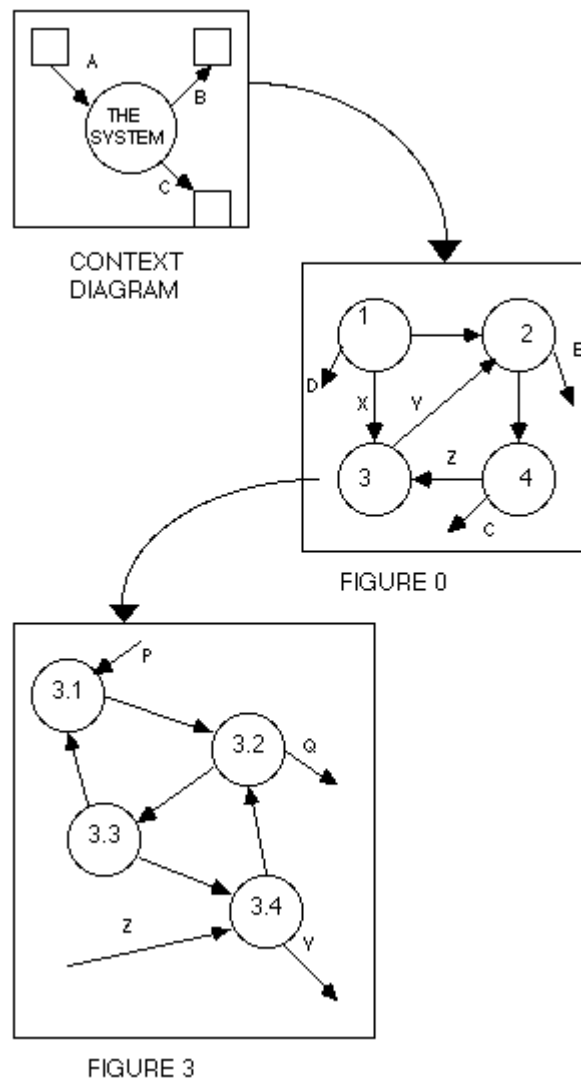 A
B
THE
SYSTEM
C
CONTEXT
DIAGRAM
1
2
B
D
X
Y
Z
3
4
C
FIGURE 0
P
3.1
3.2
Q
3.3
3.4
Z
Y
FIGURE 3